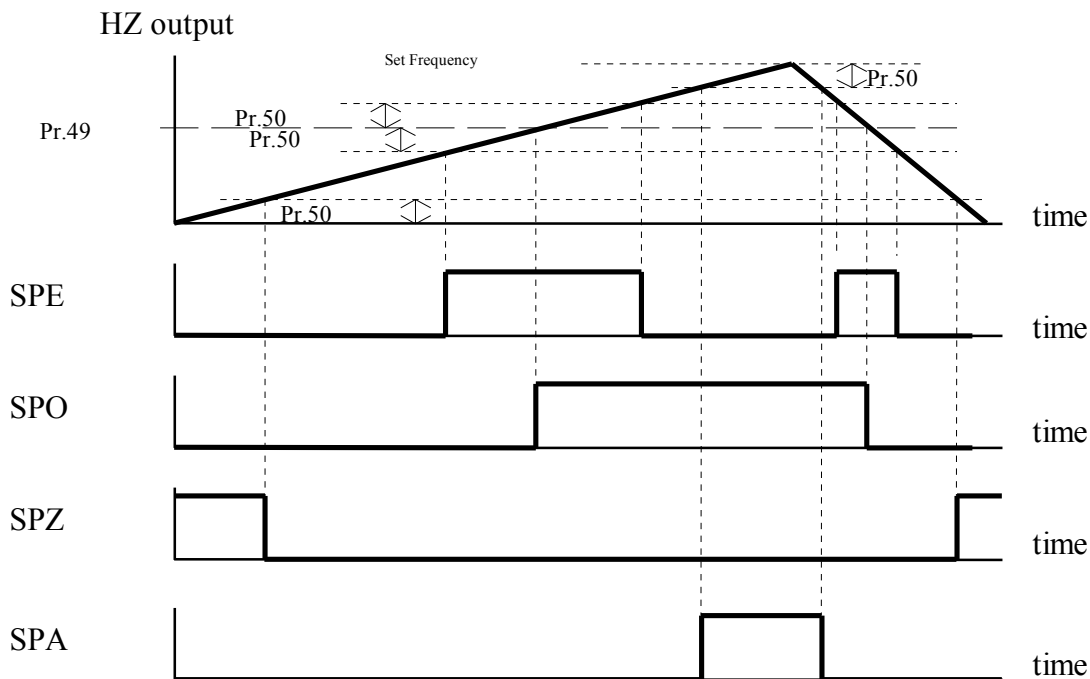 HZ output
Set Frequency
Pr.50
Pr.50
Pr.49
Pr.50
Pr.50
time
SPE
time
SPO
time
SPZ
time
SPA
time